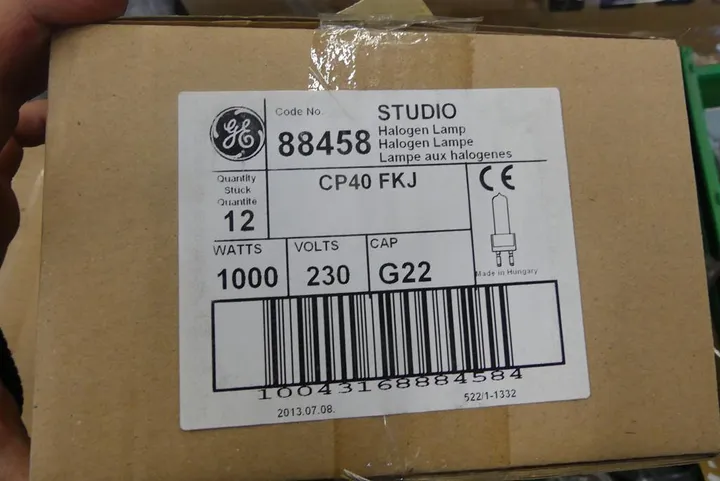 GE
Code No.
88458
STUDIO
Halogen Lamp
Halogen Lampe
Lampe aux halogenes
Quantity
Stuck
Quantite
12
CP40 FKJ
CE
WATTS
1000
VOLTS
230
CAP
G22
Made in Hungary
10043168884584
2013.07.08.
522/1-1332